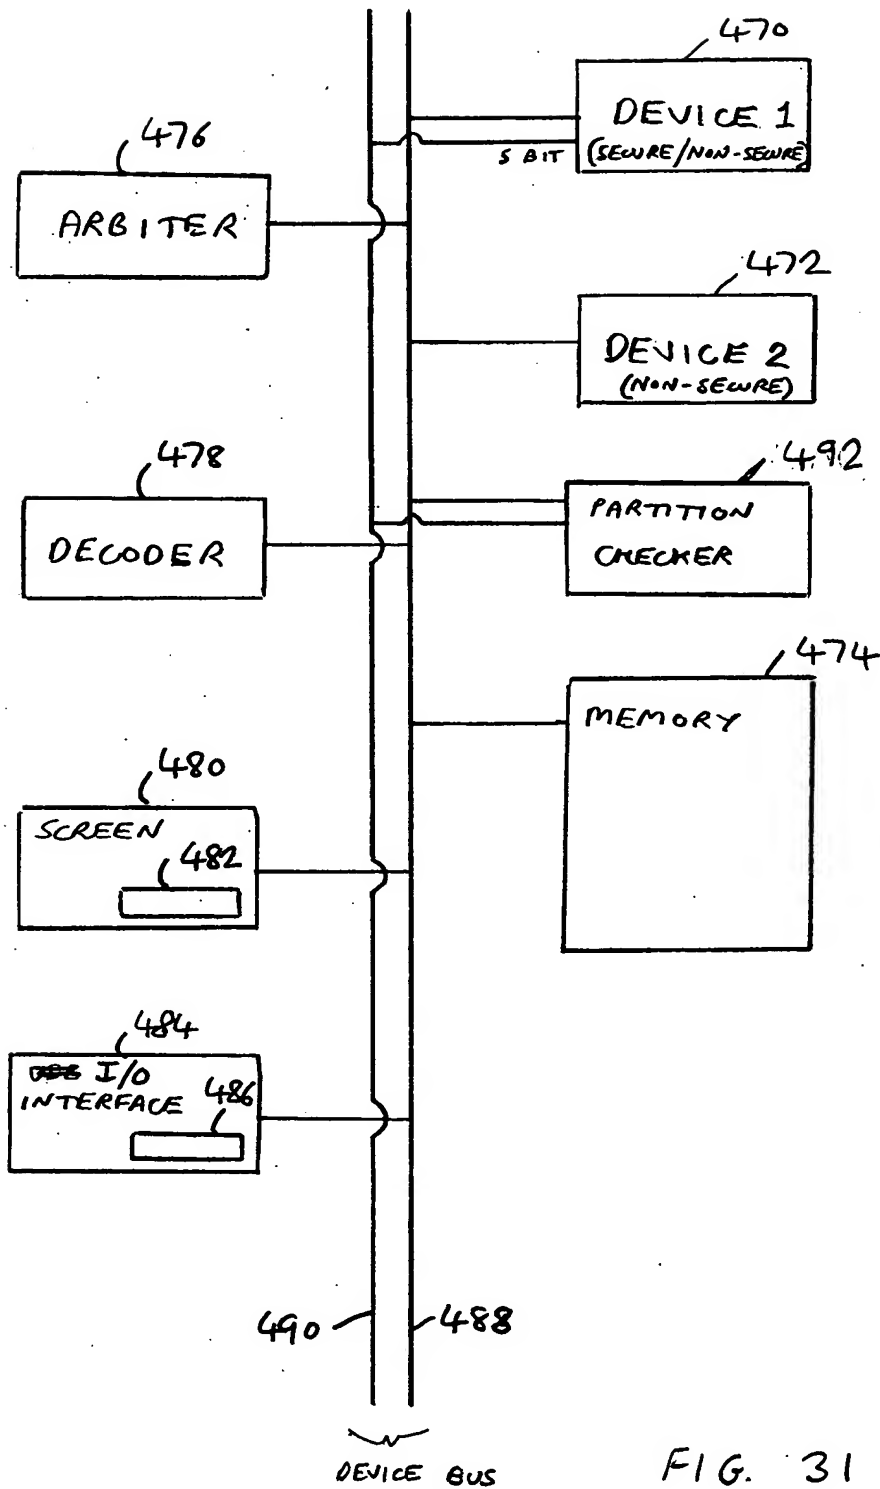 470
DEVICE 1
(SECURE/NON-SECURE)
S BIT
476
ARBITER
472
DEVICE 2
(NON-SECURE)
478
DECODER
492
PARTITION
CHECKER
474
MEMORY
480
SCREEN
482
484
I/O
INTERFACE
486
490
488
DEVICE BUS
FIG. 31